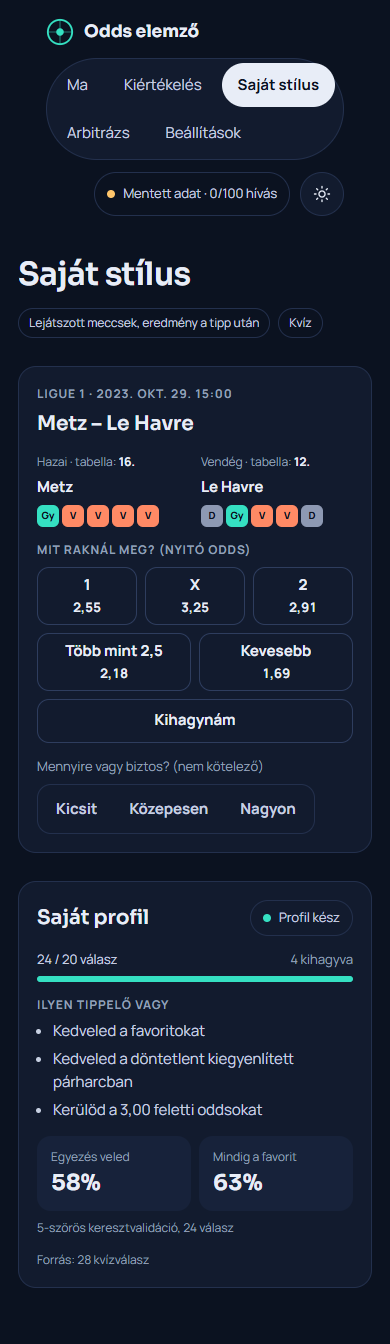 Odds elemző
Ma Kiértékelés Saját stílus
Arbitrázs Beállítások
Mentett adat · 0/100 hívás
Saját stílus
Lejátszott meccsek, eredmény a tipp után Kvíz
LIGUE 1 · 2023. OKT. 29. 15:00
Metz – Le Havre
Hazai · tabella: 16. Vendég · tabella: 12.
Metz Le Havre
Gy V V V V D Gy V V D
MIT RAKNÁL MEG? (NYITÓ ODDS)
1 X 2
2,55 3,25 2,91
Több mint 2,5 Kevesebb
2,18 1,69
Kihagynám
Mennyire vagy biztos? (nem kötelező)
Kicsit Közepesen Nagyon
Saját profil Profil kész
24 / 20 válasz 4 kihagyva
ILYEN TIPPELŐ VAGY
Kedveled a favoritokat
Kedveled a döntetlent kiegyenlített
párharcban
Kerülöd a 3,00 feletti oddsokat
Egyezés veled Mindig a favorit
58% 63%
5-szörös keresztvalidáció, 24 válasz
Forrás: 28 kvízválasz